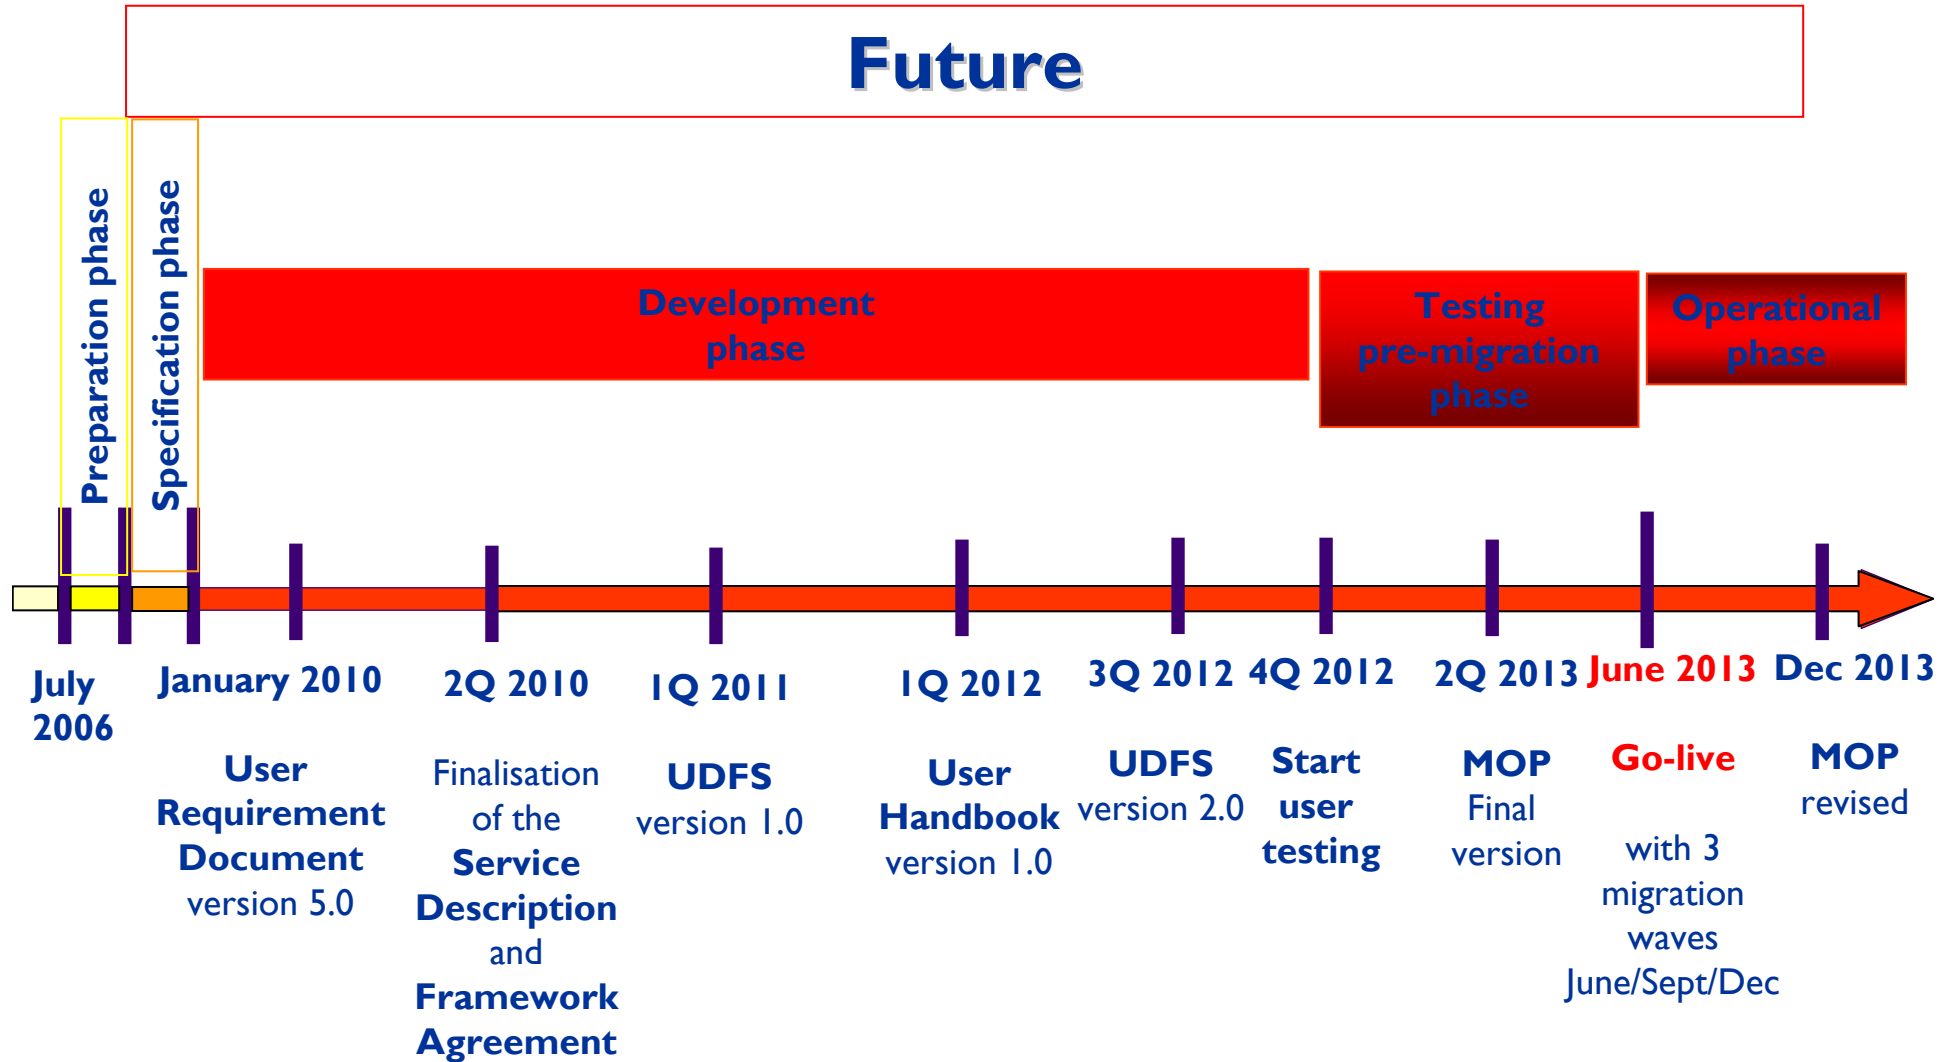 Future
Preparation phase
Specification phase
Development
phase
Testing
pre-migration
phase
Operational
phase
July
2006
January 2010
2Q 2010
1Q 2011
1Q 2012
3Q 2012
4Q 2012
2Q 2013
June 2013
Dec 2013
User
Requirement
Document
version 5.0
Finalisation
of the
Service
Description
and
Framework
Agreement
UDFS
version 1.0
User
Handbook
version 1.0
UDFS
version 2.0
Start
user
testing
MOP
Final
version
Go-live
with 3
migration
waves
June/Sept/Dec
MOP
revised